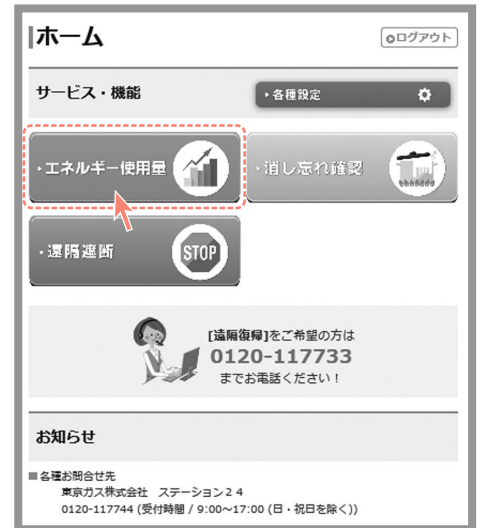 ホーム
ログアウト
サービス・機能
・各種設定
・エネルギー使用量
・消し忘れ確認
・遠隔遮断
STOP
[遠隔復帰]をご希望の方は
0120-117733
までお電話ください！
お知らせ
■各種お問合せ先
東京ガス株式会社　ステーション２４
0120-117744 (受付時間 / 9:00～17:00 (日・祝日を除く))